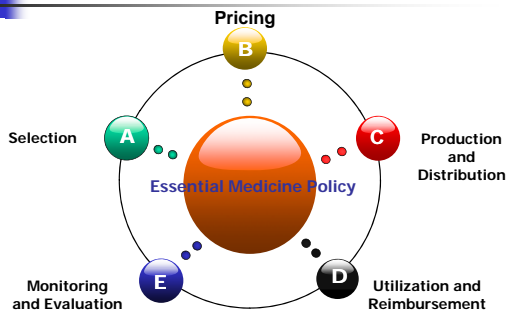 Pricing
B
A
Selection
C
Production
and
Distribution
Essential Medicine Policy
E
Monitoring
and Evaluation
D
Utilization and
Reimbursement